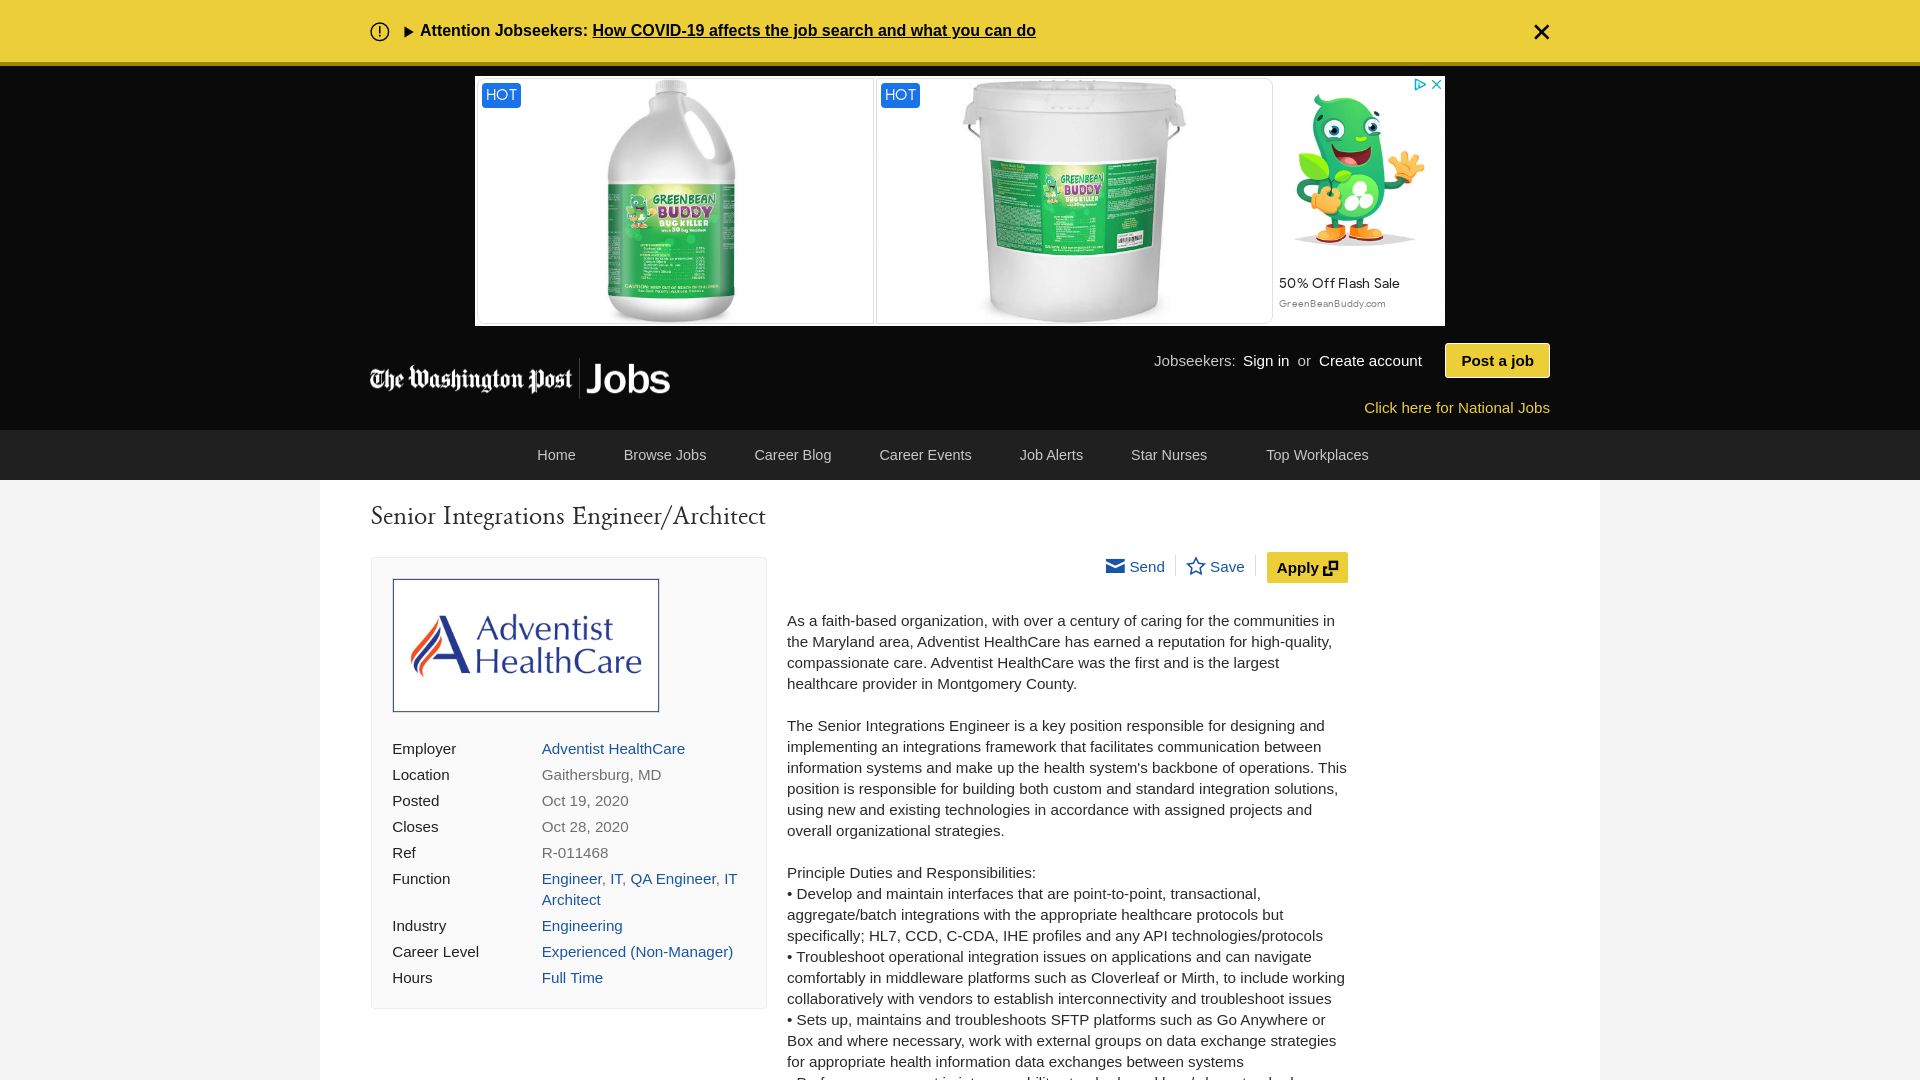 Attention Jobseekers: How COVID-19 affects the job search and what you can do
HOT
HOT
GREENBEAN
BUDDY
BUG KILLER
GREENBEAN
BUDDY
BUG KILLER
50% Off Flash Sale
GreenBeanBuddy.com
The Washington Post Jobs
Jobseekers: Sign in or Create account
Post a job
Click here for National Jobs
Home Browse Jobs Career Blog Career Events Job Alerts Star Nurses Top Workplaces
Senior Integrations Engineer/Architect
Send Save Apply
Adventist
HealthCare
Employer Adventist HealthCare
Location Gaithersburg, MD
Posted Oct 19, 2020
Closes Oct 28, 2020
Ref R-011468
Function Engineer, IT, QA Engineer, IT
Architect
Industry Engineering
Career Level Experienced (Non-Manager)
Hours Full Time
As a faith-based organization, with over a century of caring for the communities in
the Maryland area, Adventist HealthCare has earned a reputation for high-quality,
compassionate care. Adventist HealthCare was the first and is the largest
healthcare provider in Montgomery County.
The Senior Integrations Engineer is a key position responsible for designing and
implementing an integrations framework that facilitates communication between
information systems and make up the health system's backbone of operations. This
position is responsible for building both custom and standard integration solutions,
using new and existing technologies in accordance with assigned projects and
overall organizational strategies.
Principle Duties and Responsibilities:
• Develop and maintain interfaces that are point-to-point, transactional,
aggregate/batch integrations with the appropriate healthcare protocols but
specifically; HL7, CCD, C-CDA, IHE profiles and any API technologies/protocols
• Troubleshoot operational integration issues on applications and can navigate
comfortably in middleware platforms such as Cloverleaf or Mirth, to include working
collaboratively with vendors to establish interconnectivity and troubleshoot issues
• Sets up, maintains and troubleshoots SFTP platforms such as Go Anywhere or
Box and where necessary, work with external groups on data exchange strategies
for appropriate health information data exchanges between systems